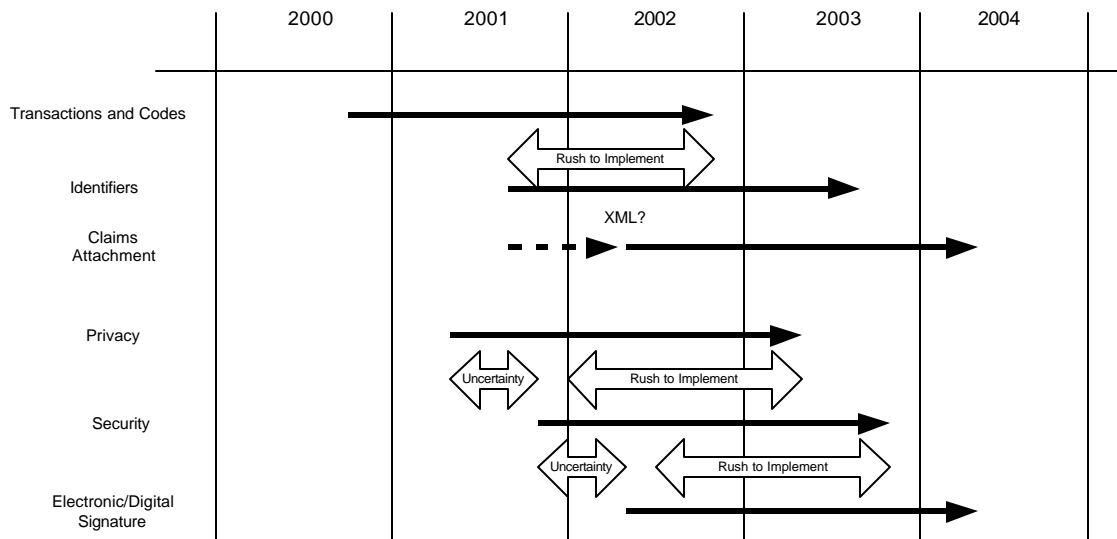 2000 2001 2002 2003 2004
Transactions and Codes
Rush to Implement
Identifiers
XML?
Claims
Attachment
Privacy
Uncertainty Rush to Implement
Security
Uncertainty Rush to Implement
Electronic/Digital
Signature